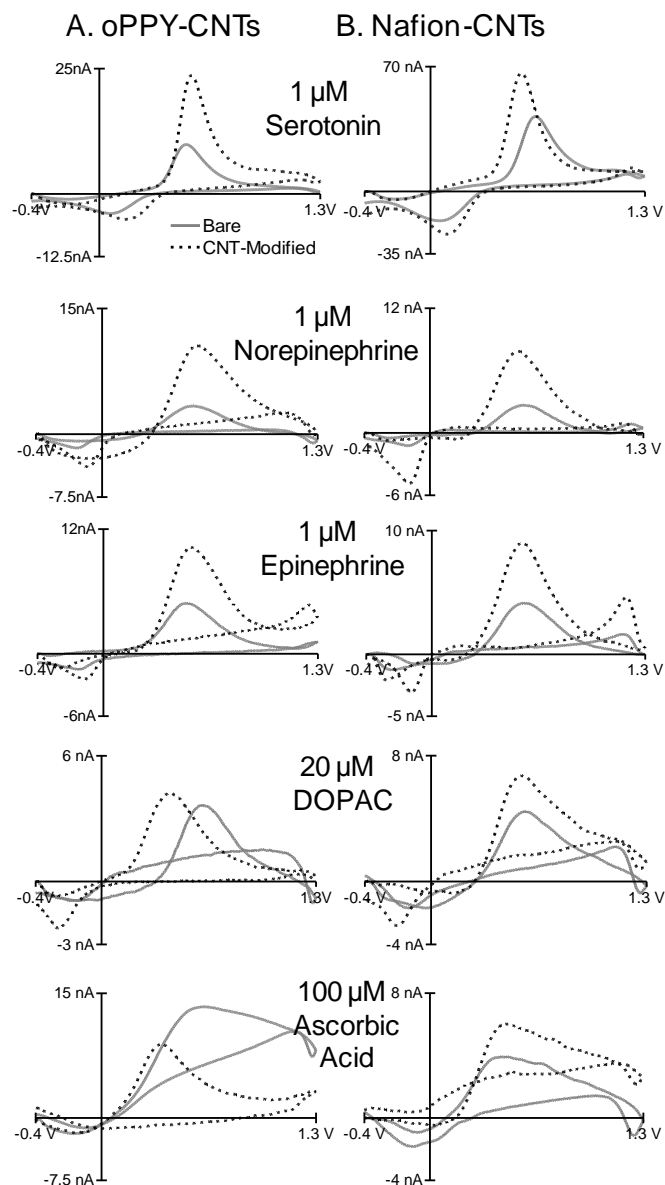 A. oPPY-CNTs
B. Nafion-CNTs
25nA
70 nA
1 µM
Serotonin
-0.4V
1.3 V
-0.4 V
1.3 V
Bare
CNT-Modified
-12.5nA
-35 nA
15nA
12 nA
1 µM
Norepinephrine
-0.4V
1.3V
-0.4 V
1.3 V
-7.5nA
-6 nA
12nA
10 nA
1 µM
Epinephrine
-0.4V
1.3V
-0.4V
1.3V
-6nA
-5 nA
6 nA
8 nA
20 µM
DOPAC
-0.4V
1.3 V
-0.4V
1.3 V
-3 nA
-4 nA
15nA
8 nA
100 µM
Ascorbic
Acid
-0.4 V
1.3 V
-0.4 V
1.3 V
-7.5 nA
-4 nA